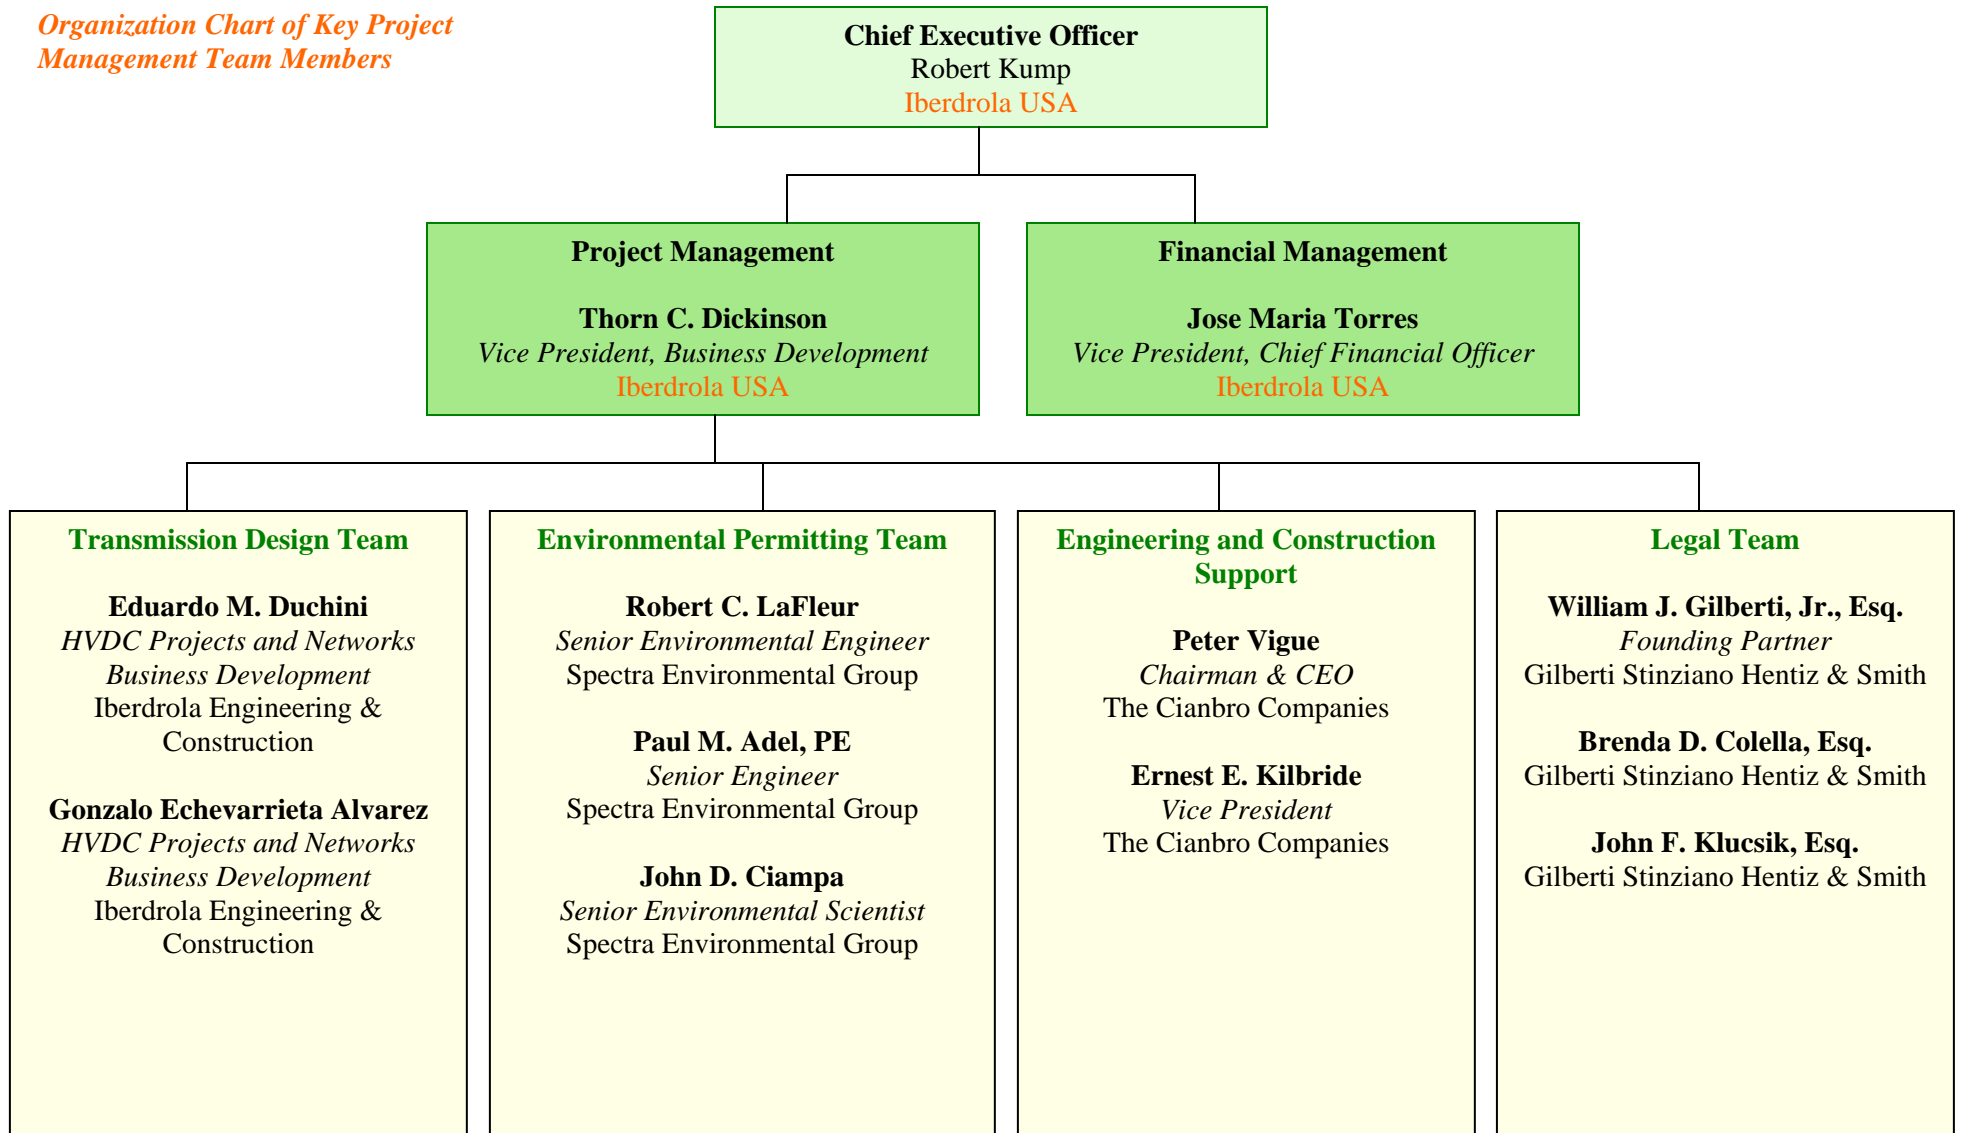 Organization Chart of Key Project
Management Team Members
Chief Executive Officer
Robert Kump
Iberdrola USA
Project Management
Thorn C. Dickinson
Vice President, Business Development
Iberdrola USA
Financial Management
Jose Maria Torres
Vice President, Chief Financial Officer
Iberdrola USA
Transmission Design Team
Eduardo M. Duchini
HVDC Projects and Networks
Business Development
Iberdrola Engineering &
Construction
Gonzalo Echevarrieta Alvarez
HVDC Projects and Networks
Business Development
Iberdrola Engineering &
Construction
Environmental Permitting Team
Robert C. LaFleur
Senior Environmental Engineer
Spectra Environmental Group
Paul M. Adel, PE
Senior Engineer
Spectra Environmental Group
John D. Ciampa
Senior Environmental Scientist
Spectra Environmental Group
Engineering and Construction
Support
Peter Vigue
Chairman & CEO
The Cianbro Companies
Ernest E. Kilbride
Vice President
The Cianbro Companies
Legal Team
William J. Gilberti, Jr., Esq.
Founding Partner
Gilberti Stinziano Hentiz & Smith
Brenda D. Colella, Esq.
Gilberti Stinziano Hentiz & Smith
John F. Klucsik, Esq.
Gilberti Stinziano Hentiz & Smith